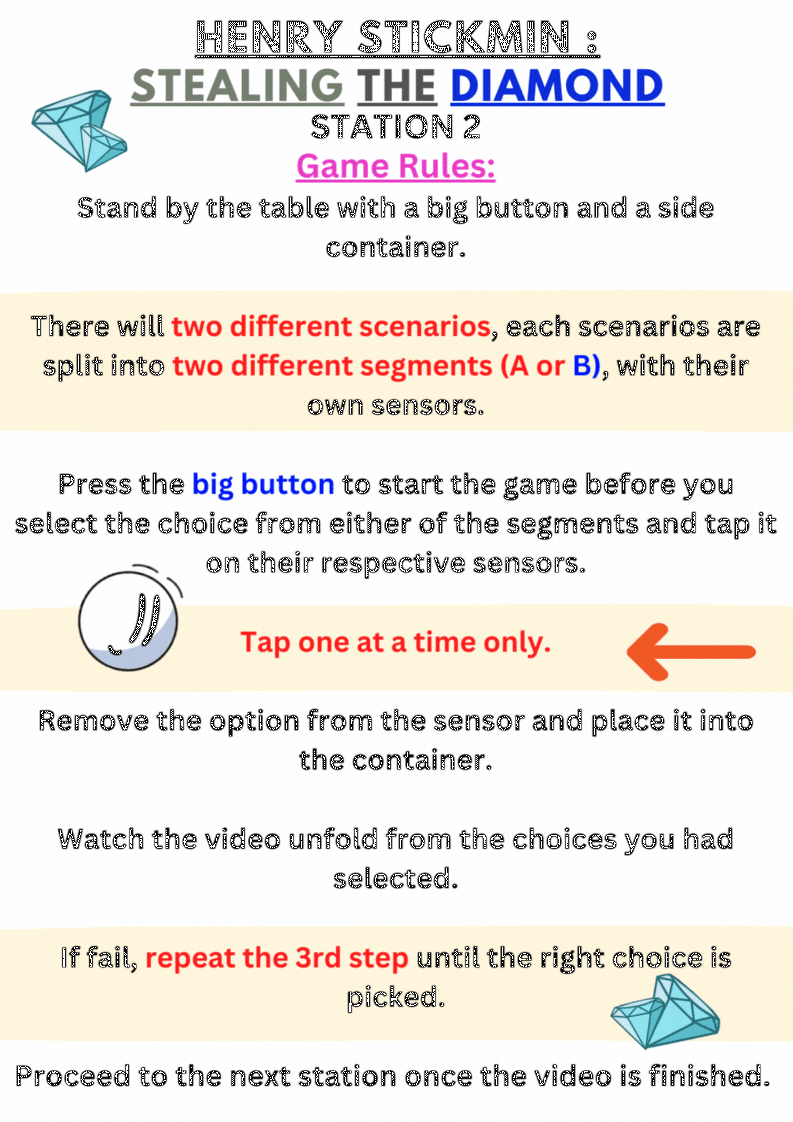 HENRY STICKMIN :
STEALING THE DIAMOND
STATION 2
Game Rules:
Stand by the table with a big button and a side
container.
There will two different scenarios, each scenarios are
split into two different segments (A or B), with their
own sensors.
Press the big button to start the game before you
select the choice from either of the segments and tap it
on their respective sensors.
Tap one at a time only.
Remove the option from the sensor and place it into
the container.
Watch the video unfold from the choices you had
selected.
If fail, repeat the 3rd step until the right choice is
picked.
Proceed to the next station once the video is finished.